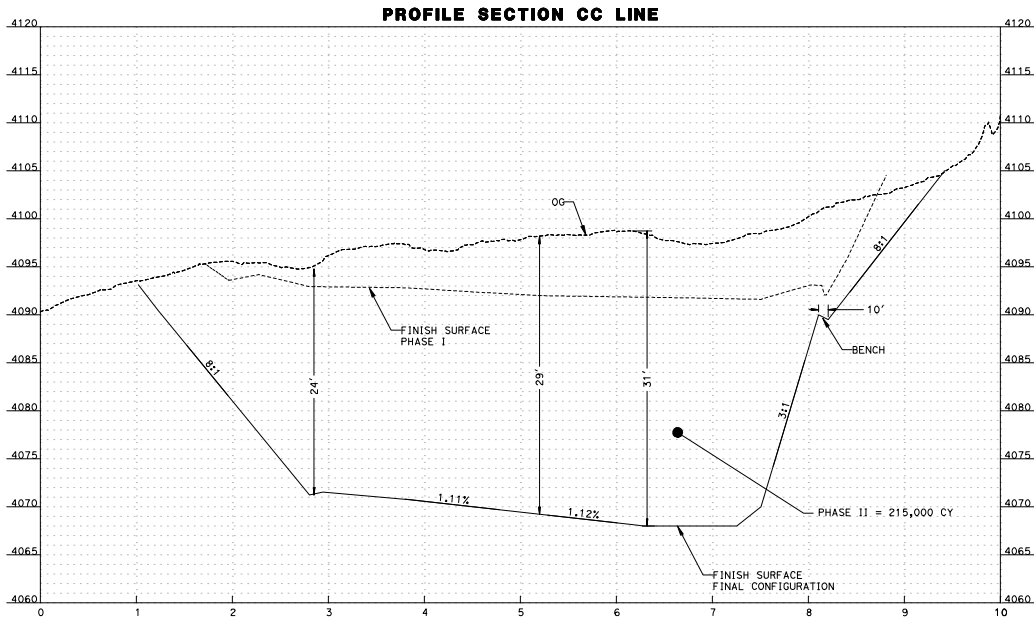 PROFILE SECTION CC LINE
4120 4120
4115 4115
4110 4110
4105 4105
OG
4100 4100
8:1
4095 4095
10'
4090 4090
FINISH SURFACE
PHASE I
BENCH
4085 4085
8:1
24'
29'
31'
4080 4080
3:1
4075 4075
4070 4070
1.11%
1.12%
PHASE II = 215,000 CY
4065 4065
FINISH SURFACE
FINAL CONFIGURATION
4060 4060
0 1 2 3 4 5 6 7 8 9 10